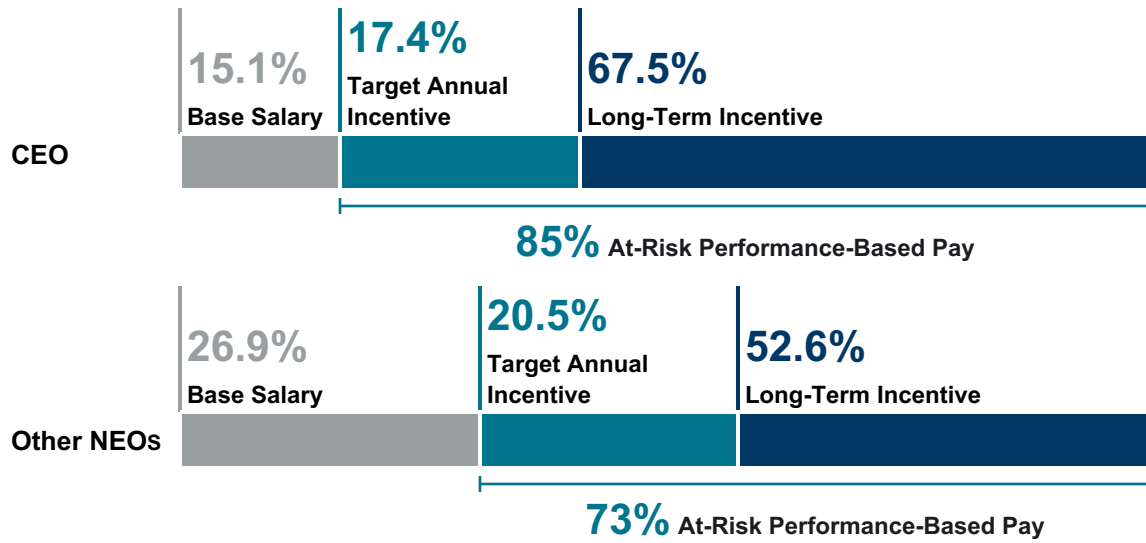 17.4%
15.1%
67.5%
Target Annual
Base Salary
Incentive
Long-Term Incentive
CEO
85% At-Risk Performance-Based Pay
20.5%
26.9%
52.6%
Target Annual
Base Salary
Incentive
Long-Term Incentive
Other NEOs
73% At-Risk Performance-Based Pay